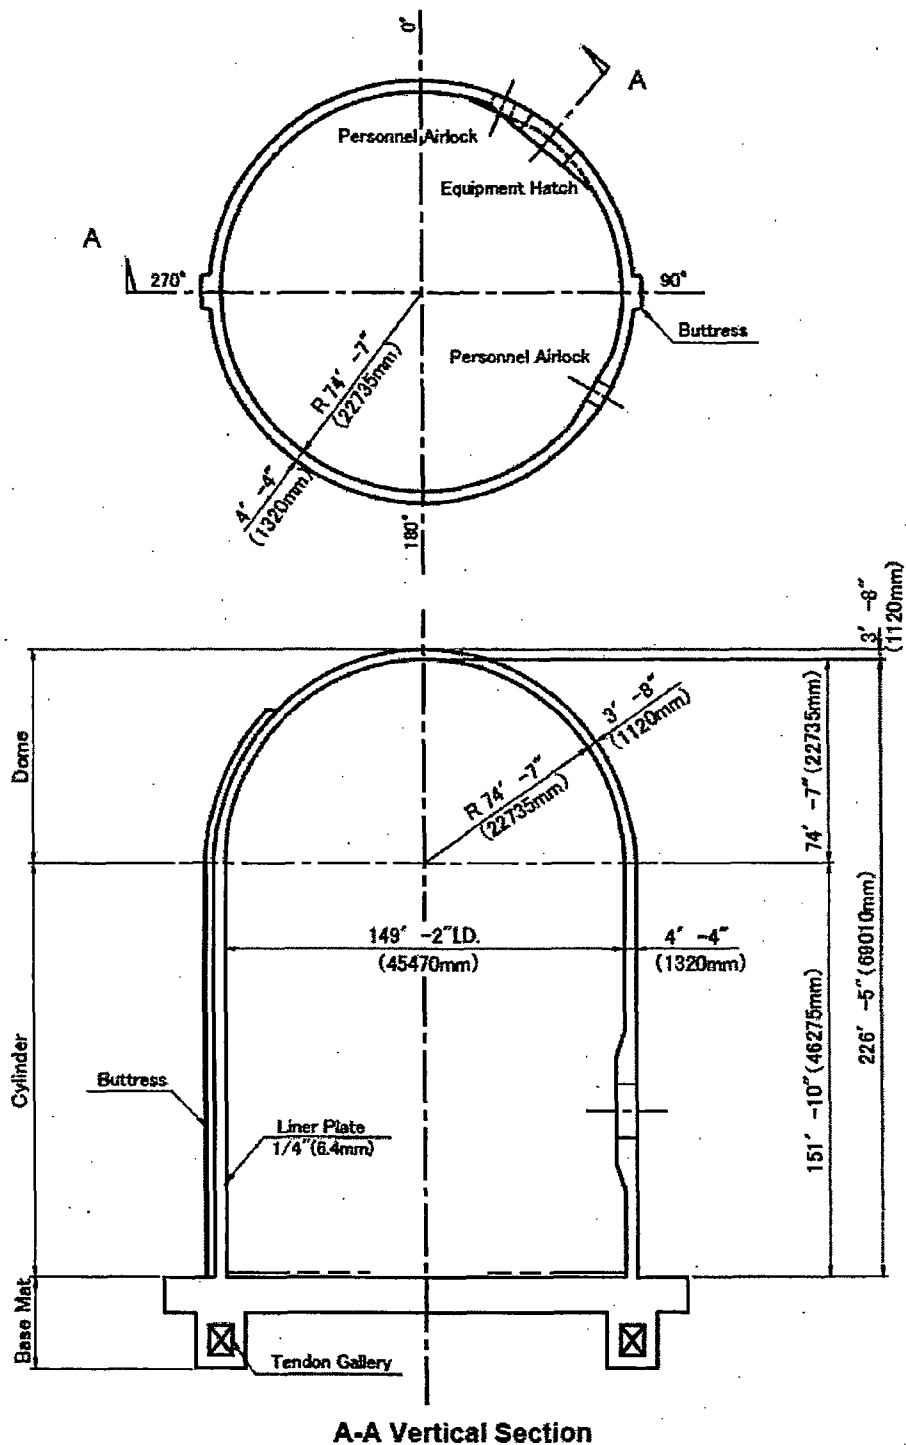 0°
A
Personnel Airlock
Equipment Hatch
A
270°
90°
Buttress
Personnel Airlock
R 74' -7"
(22735mm)
4' -4"
(1320mm)
180°
3' -8"
(1120mm)
Dome
3' -8"
(1120mm)
R 74' -7"
(22735mm)
74' -7"(22735mm)
149' -2"I.D.
(45470mm)
4' -4"
(1320mm)
226' -5"(69010mm)
151' -10"(46275mm)
Cylinder
Buttress
Liner Plate
1/4"(6.4mm)
Base Mat
Tendon Gallery
A-A Vertical Section